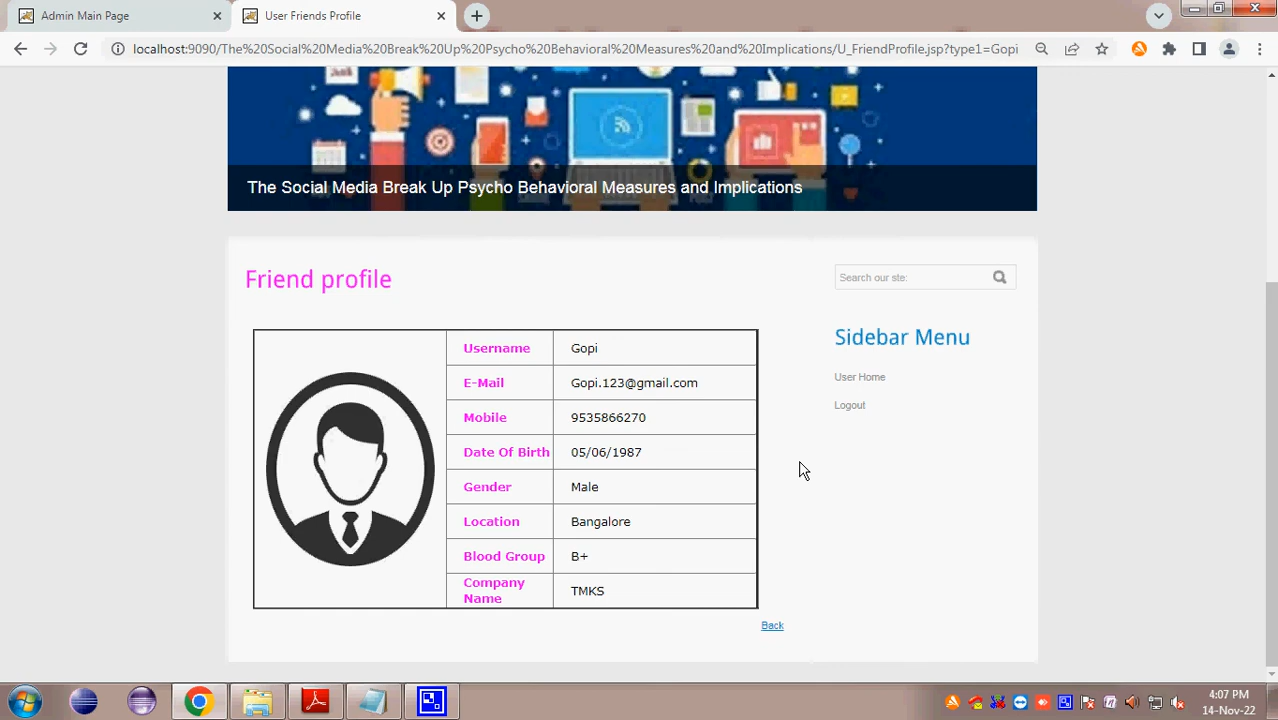 Admin Main Page
User Friends Profile
localhost:9090/The%20Social%20Media%20Break%20Up%20Psycho%20Behavioral%20Measures%20and%20Implications/U_FriendProfile.jsp?type1=Gopi
The Social Media Break Up Psycho Behavioral Measures and Implications
Friend profile
Search our site:
Sidebar Menu
User Home
Logout
Username Gopi
E-Mail Gopi.123@gmail.com
Mobile 9535866270
Date Of Birth 05/06/1987
Gender Male
Location Bangalore
Blood Group B+
Company Name TMKS
Back
4:07 PM
14-Nov-22